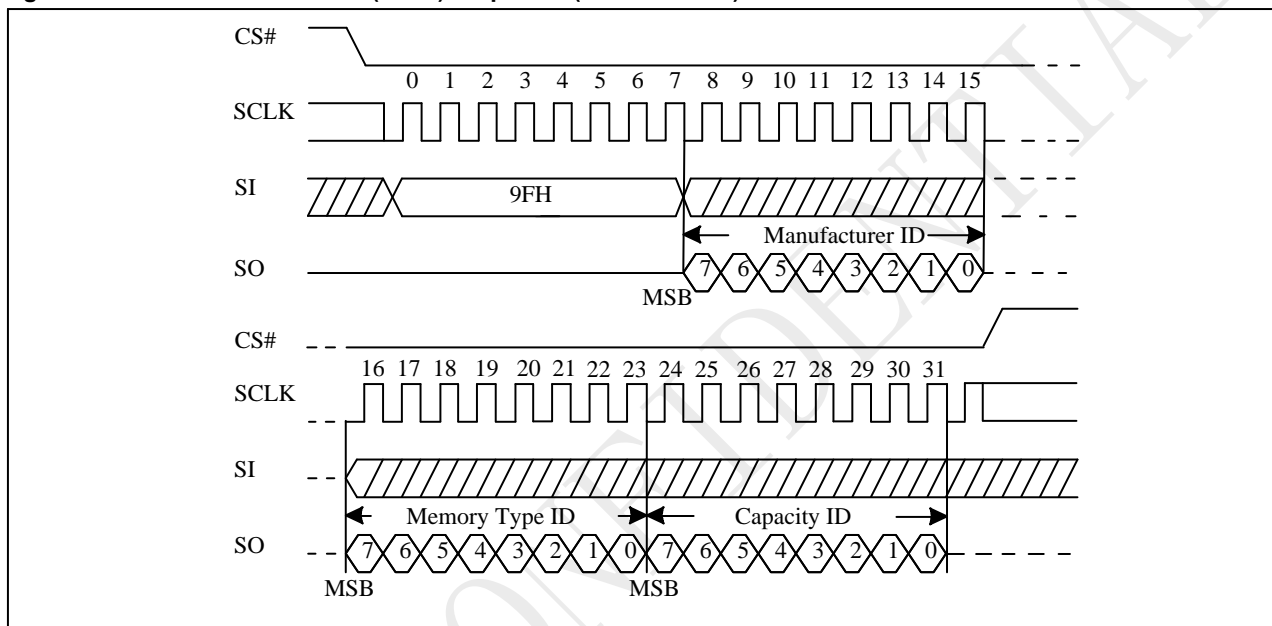 CS#
0 1 2 3 4 5 6 7 8 9 10 11 12 13 14 15
SCLK
SI
9FH
Manufacturer ID
SO
7 6 5 4 3 2 1 0
MSB
CS#
16 17 18 19 20 21 22 23 24 25 26 27 28 29 30 31
SCLK
SI
Memory Type ID Capacity ID
SO
7 6 5 4 3 2 1 0 7 6 5 4 3 2 1 0
MSB MSB